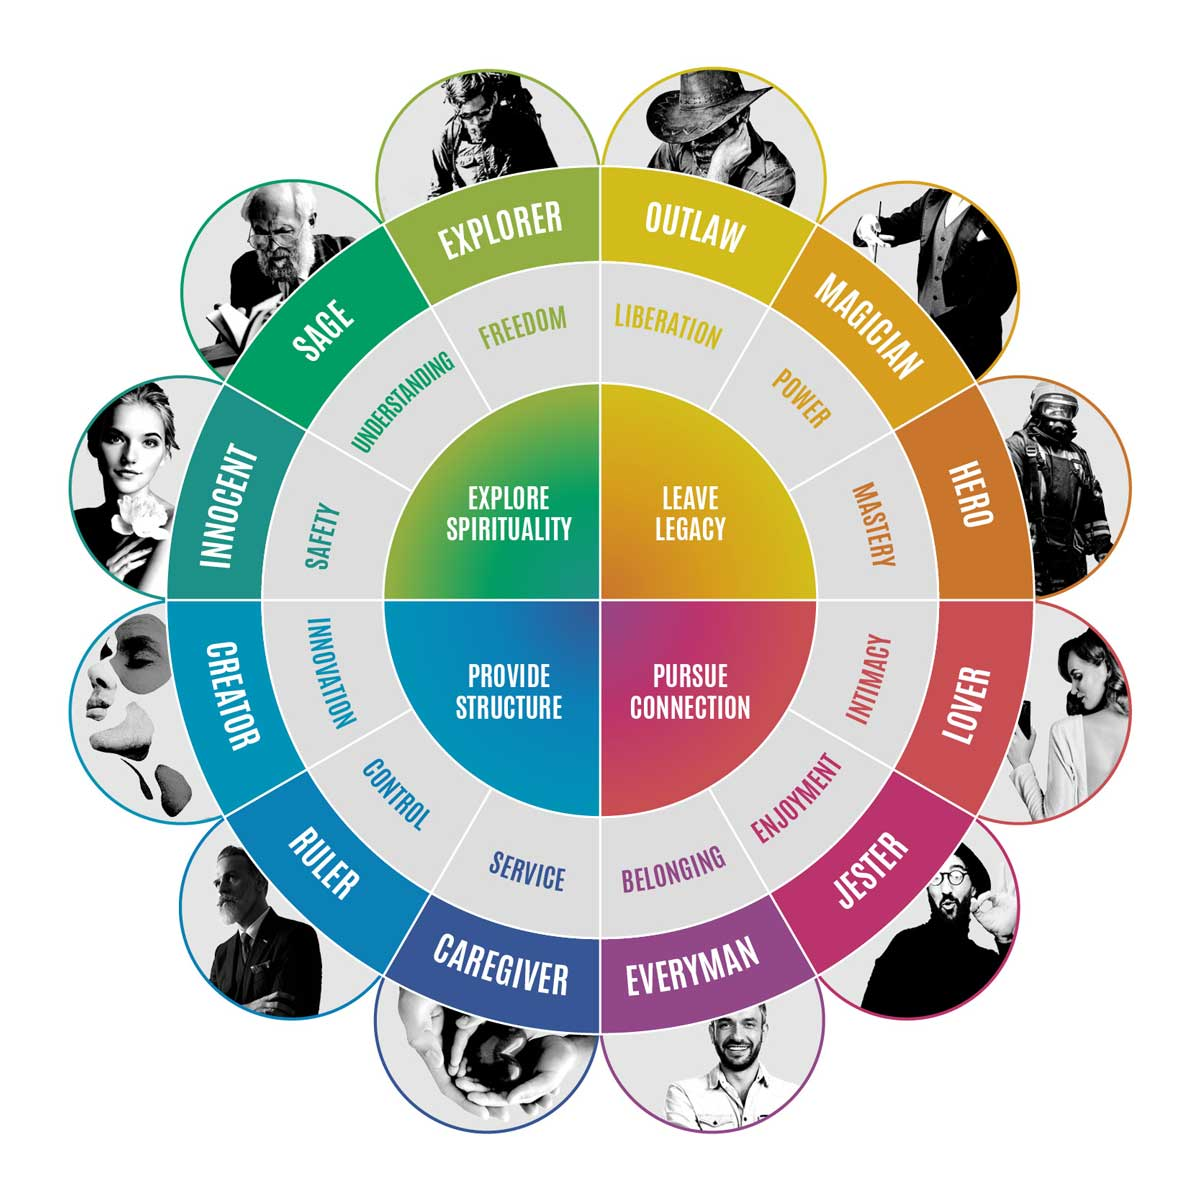 EXPLORER
OUTLAW
MAGICIAN
HERO
LOVER
JESTER
EVERYMAN
CAREGIVER
RULER
CREATOR
INNOCENT
SAGE
FREEDOM
LIBERATION
POWER
MASTERY
INTIMACY
ENJOYMENT
BELONGING
SERVICE
CONTROL
INNOVATION
SAFETY
UNDERSTANDING
EXPLORE
SPIRITUALITY
LEAVE
LEGACY
PROVIDE
STRUCTURE
PURSUE
CONNECTION